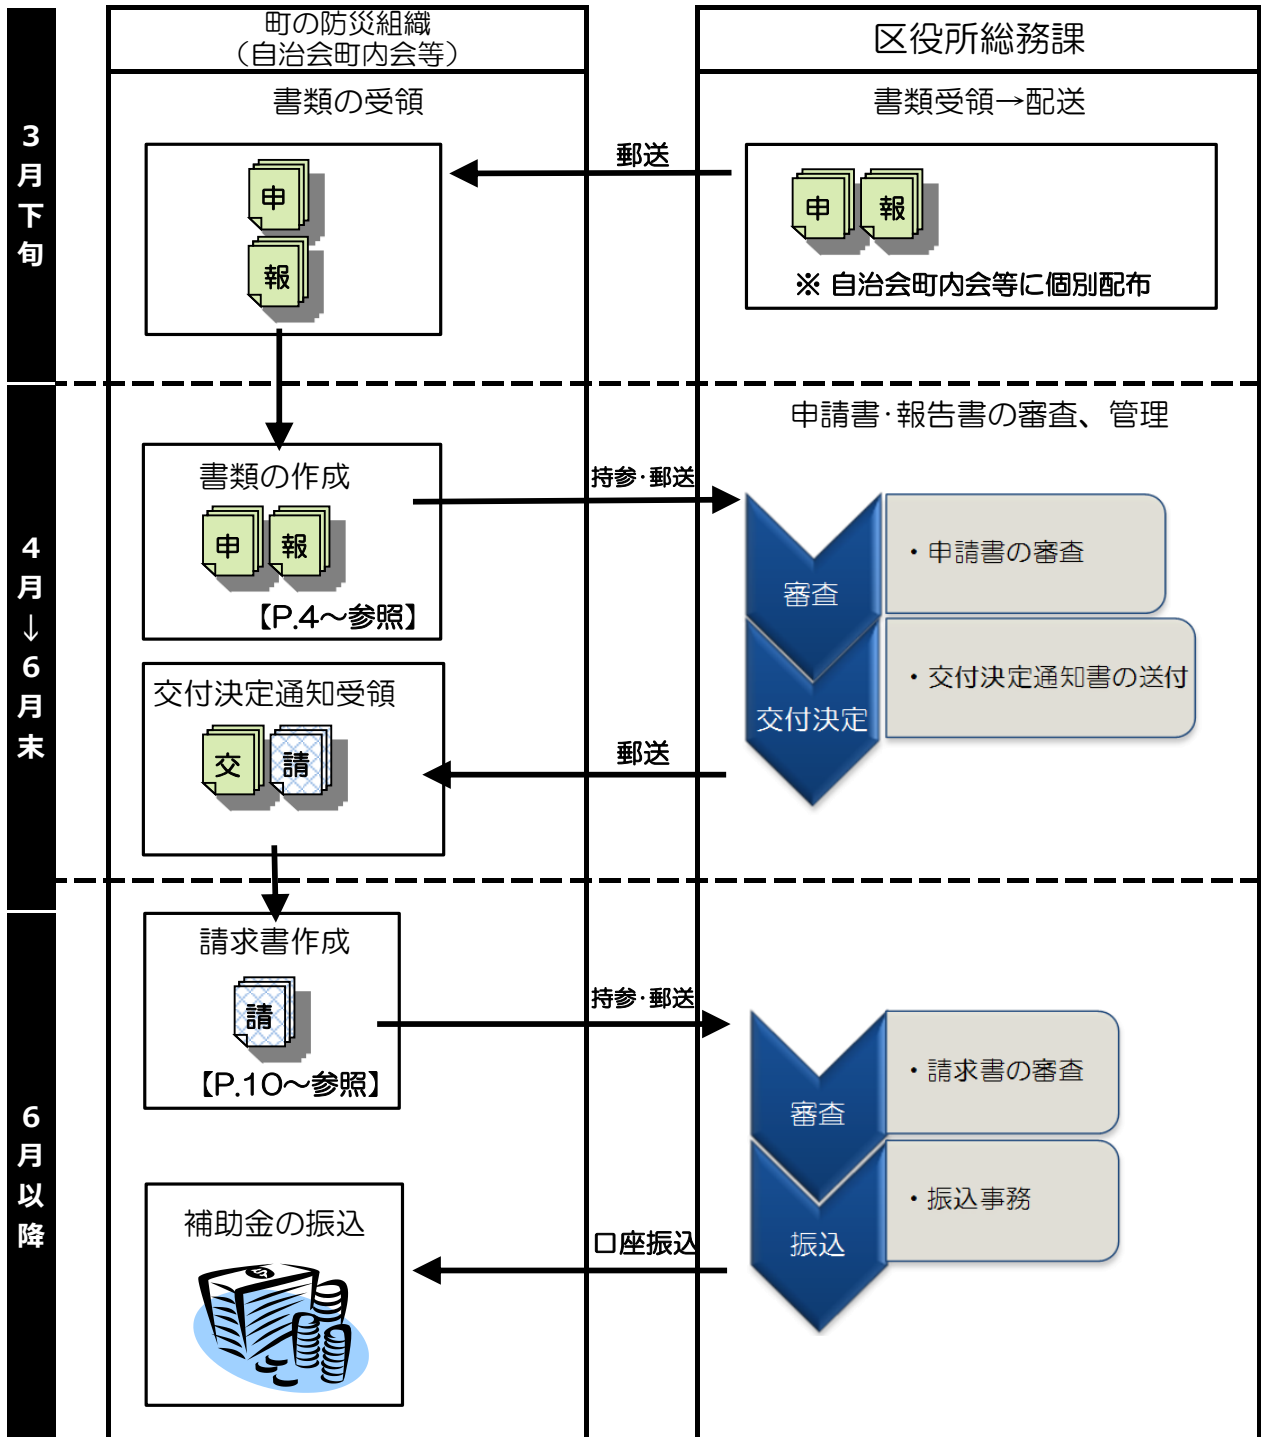 町の防災組織
（自治会町内会等）
区役所総務課
3月下旬
書類の受領
書類受領→配送
申
報
郵送
申
報
※ 自治会町内会等に個別配布
4月→6月末
申請書･報告書の審査、管理
書類の作成
申
報
【P.4～参照】
持参･郵送
審査
・申請書の審査
交付決定
・交付決定通知書の送付
交付決定通知受領
交
請
郵送
6月以降
請求書作成
請
【P.10～参照】
持参･郵送
審査
・請求書の審査
振込
・振込事務
補助金の振込
口座振込